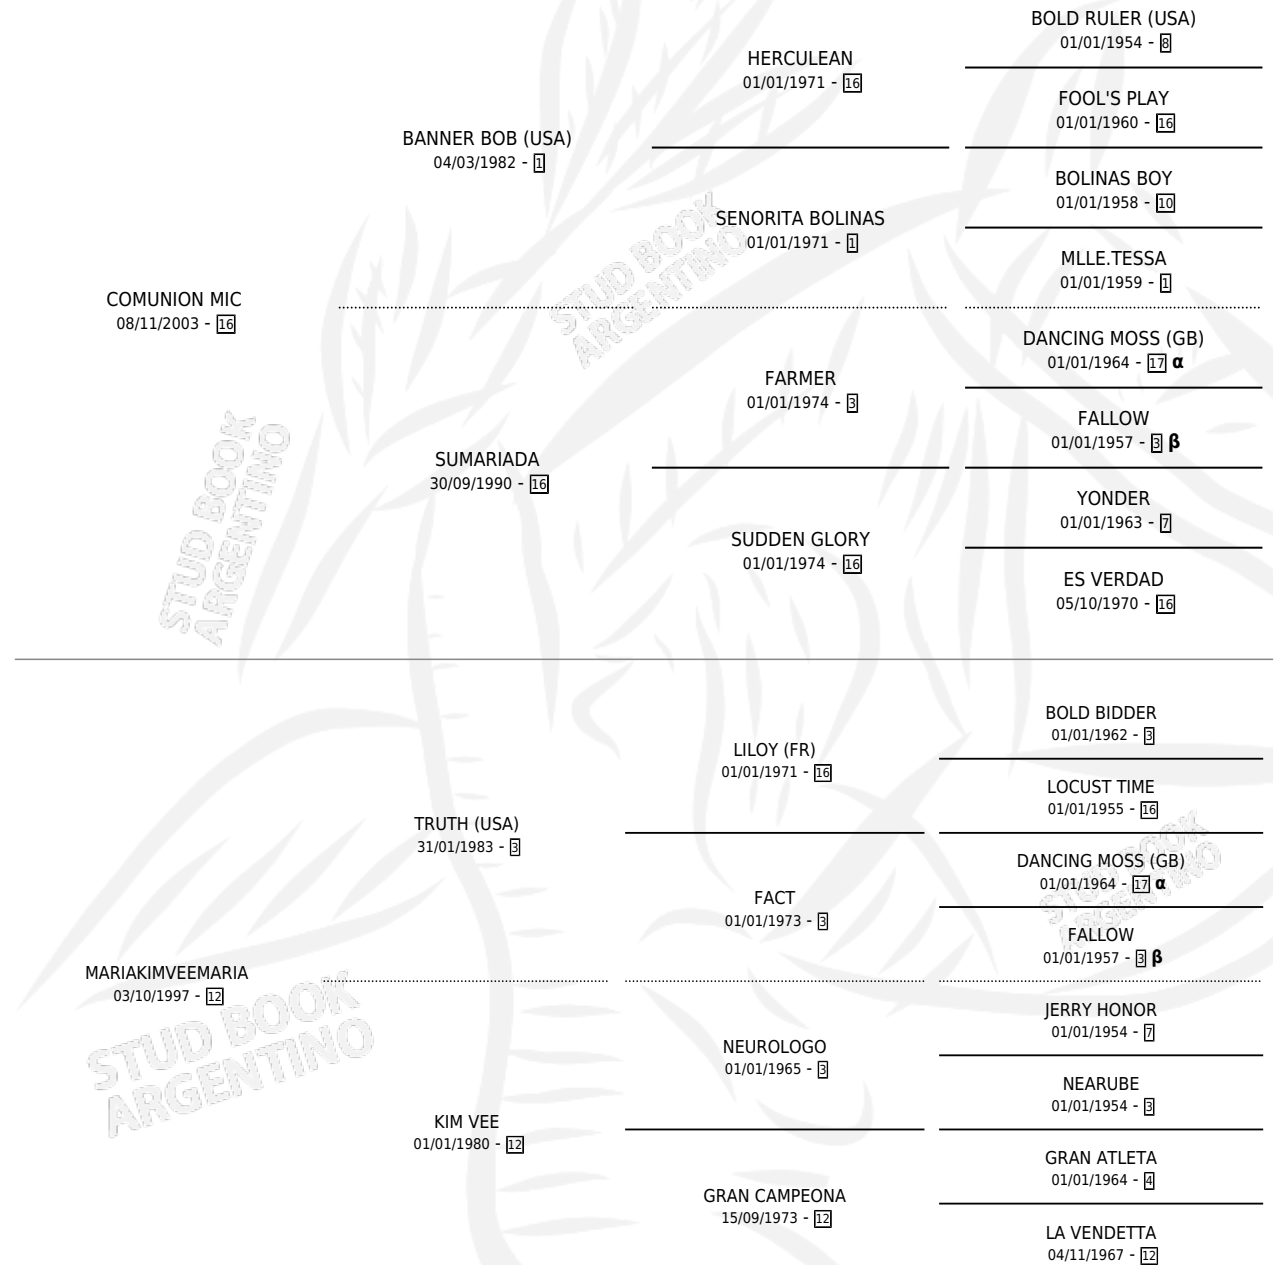 BOLD RULER (USA)
01/01/1954 - 8
HERCULEAN
01/01/1971 - 16
FOOL'S PLAY
01/01/1960 - 16
BANNER BOB (USA)
04/03/1982 - 1
BOLINAS BOY
01/01/1958 - 10
SENORITA BOLINAS
01/01/1971 - 1
MLLE.TESSA
01/01/1959 - 1
STUD BOOK
ARGENTINO
COMUNION MIC
08/11/2003 - 16
DANCING MOSS (GB)
01/01/1964 - 17 α
FARMER
01/01/1974 - 3
FALLOW
01/01/1957 - 3 β
SUMARIADA
30/09/1990 - 16
YONDER
01/01/1963 - 7
SUDDEN GLORY
01/01/1974 - 16
ES VERDAD
05/10/1970 - 16
STUD BOOK
ARGENTINO
BOLD BIDDER
01/01/1962 - 3
LILOY (FR)
01/01/1971 - 16
LOCUST TIME
01/01/1955 - 16
TRUTH (USA)
31/01/1983 - 3
DANCING MOSS (GB)
01/01/1964 - 17 α
FACT
01/01/1973 - 3
FALLOW
01/01/1957 - 3 β
STUD BOOK
ARGENTINO
MARIAKIMVEEMARIA
03/10/1997 - 12
JERRY HONOR
01/01/1954 - 7
NEUROLOGO
01/01/1965 - 3
NEARUBE
01/01/1954 - 3
STUD BOOK
ARGENTINO
KIM VEE
01/01/1980 - 12
GRAN ATLETA
01/01/1964 - 4
GRAN CAMPEONA
15/09/1973 - 12
LA VENDETTA
04/11/1967 - 12